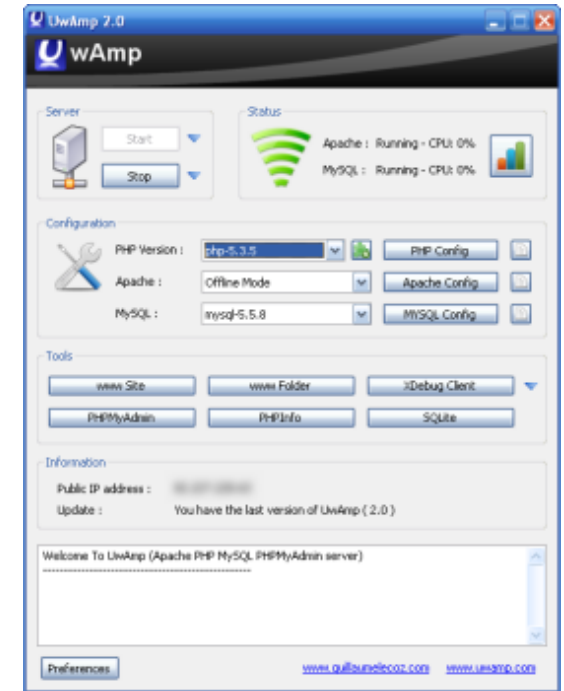 UwAmp 2.0
wAmp
Server
Status
Start
Stop
Apache : Running - CPU: 0%
MySQL : Running - CPU: 0%
Configuration
PHP Version : php-5.3.5 PHP Config
Apache : Offline Mode Apache Config
MySQL : mysql-5.5.8 MYSQL Config
Tools
www Site www Folder XDebug Client
PHPMyAdmin PHPInfo SQLite
Information
Public IP address :
Update : You have the last version of UwAmp ( 2.0 )
Welcome To UwAmp (Apache PHP MySQL PHPMyAdmin server)
Preferences www.guillaumelecoz.com www.uwamp.com